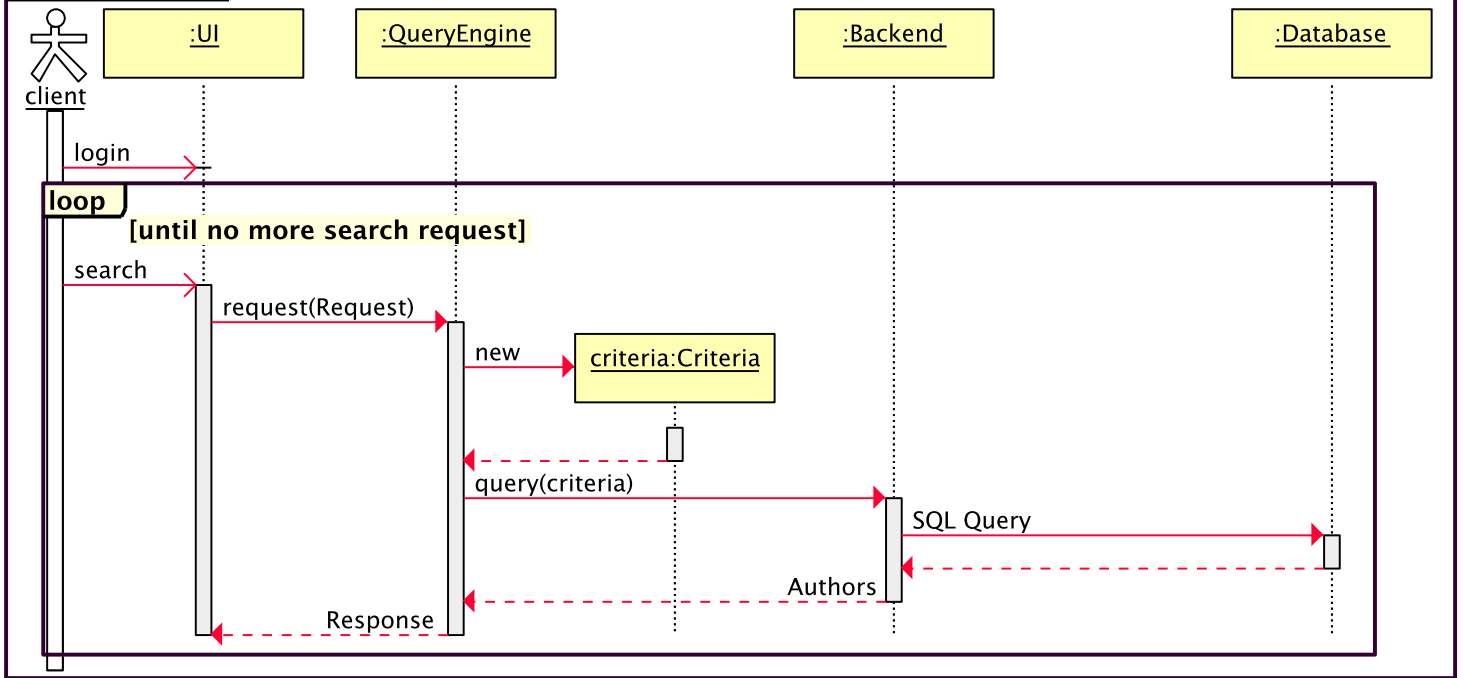 :UI
:QueryEngine
:Backend
:Database
client
login
loop
[until no more search request]
search
request(Request)
new
criteria:Criteria
query(criteria)
SQL Query
Authors
Response